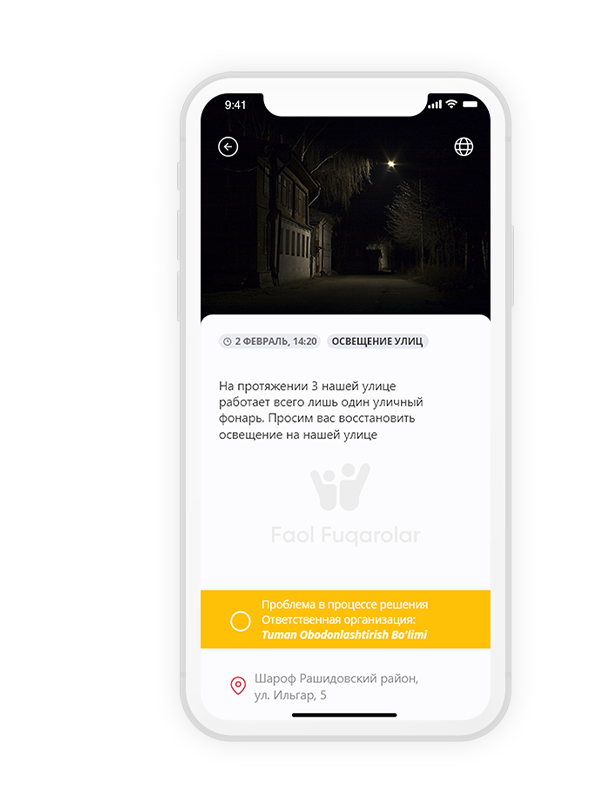 9:41
2 ФЕВРАЛЬ, 14:20 ОСВЕЩЕНИЕ УЛИЦ
На протяжении 3 нашей улице
работает всего лишь один уличный
фонарь. Просим вас восстановить
освещение на нашей улице
Faol Fuqarolar
Проблема в процессе решения
Ответственная организация:
Tuman Obodonlashtirish Bo'limi
Шароф Рашидовский район,
ул. Ильгар, 5